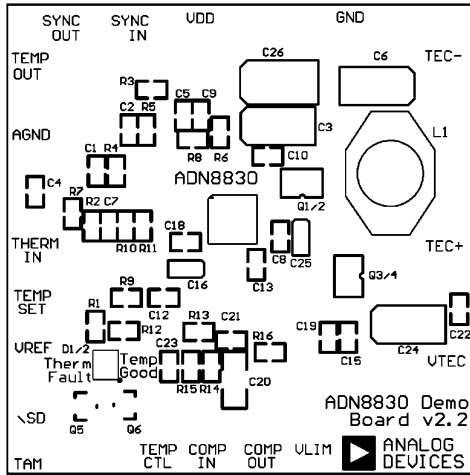 SYNC OUT
SYNC IN
VDD
GND
TEMP OUT
R3
C26
C6
TEC-
C5 C9
C2 R5
AGND
C3
L1
R8 R6
C1 R4
C10
ADN8830
C4
R7
Q1/2
R2 C7
C18
R10 R11
THERM IN
C8
C25
TEC+
C16
C13
Q3/4
TEMP SET
R9
C12
R1
R12
R13
C21
C19
C22
VREF
D1/2
C23
R16
C15
C24
VTEC
Therm Fault
Temp Good
R15 R14
C20
\SD
Q5
Q6
ADN8830 Demo
Board v2.2
TAM
TEMP CTL
COMP IN
COMP OUT
VLIM
ANALOG
DEVICES